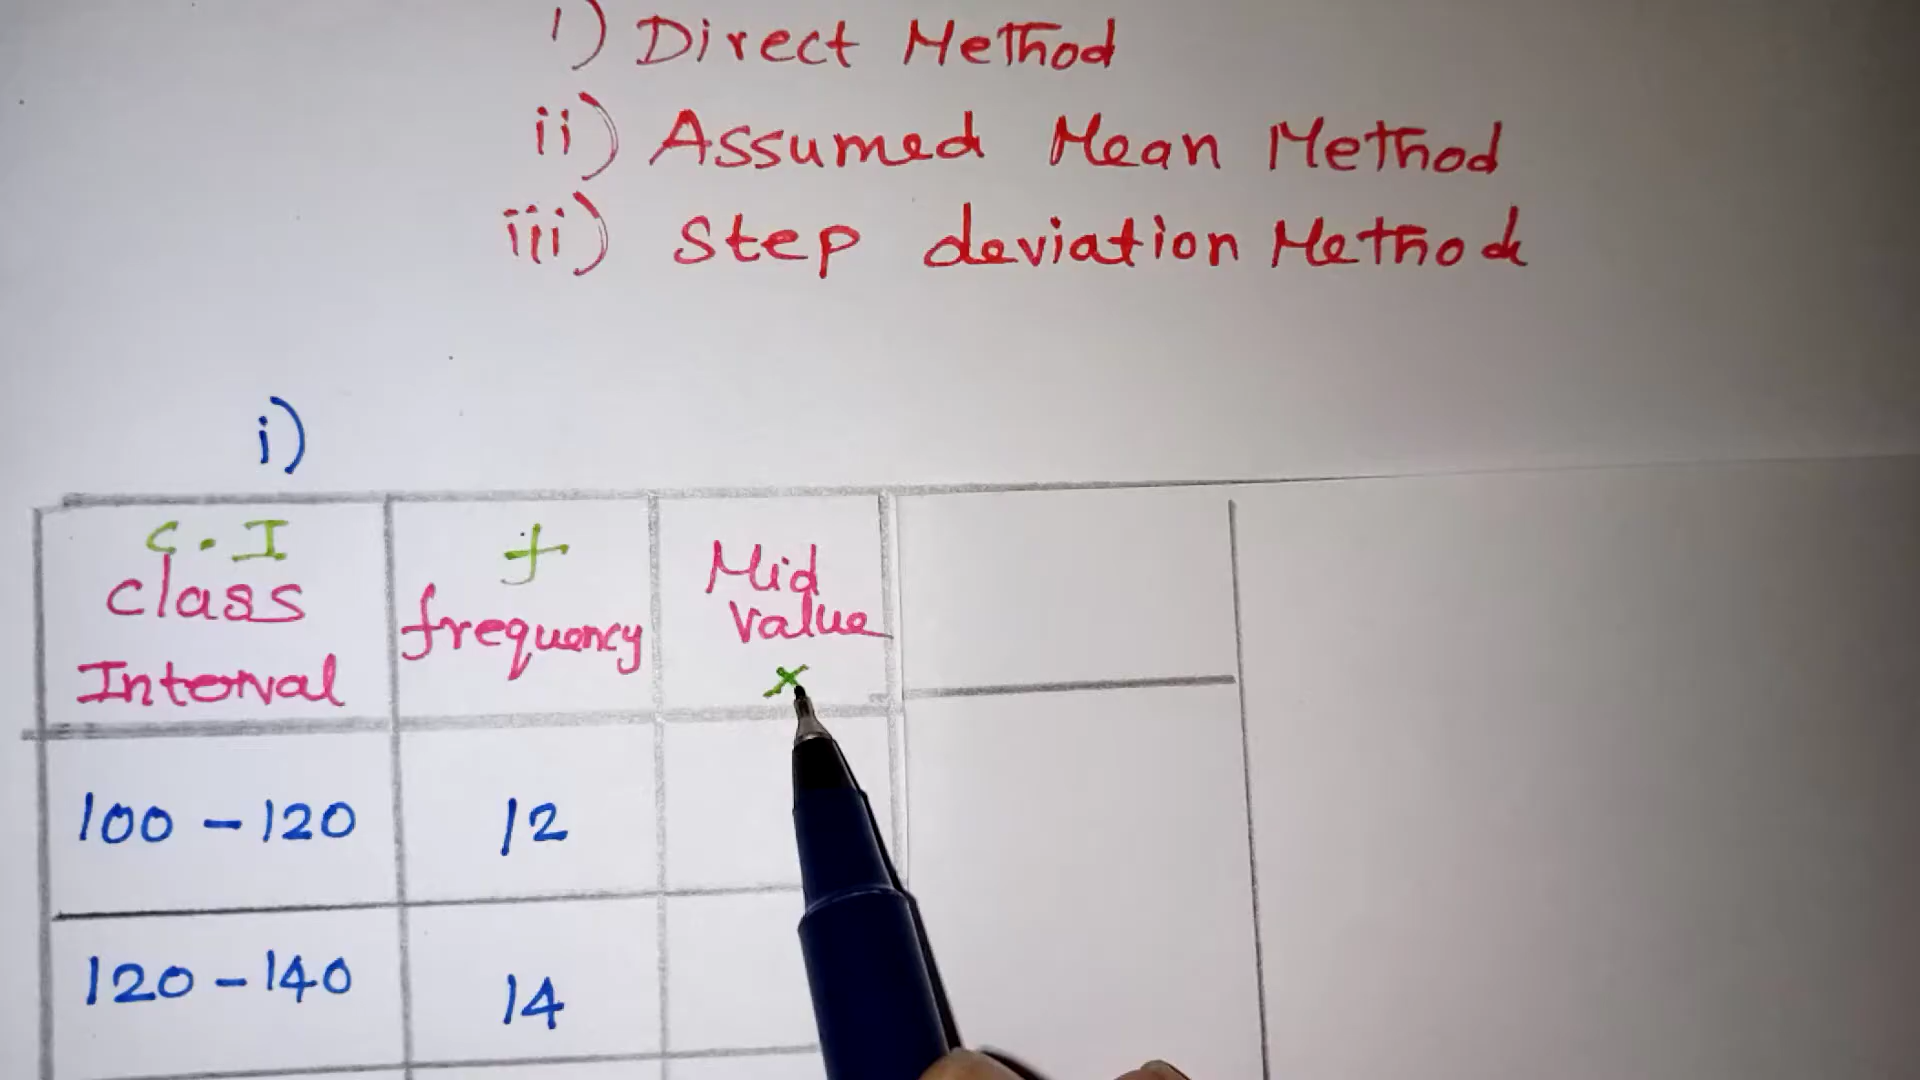 i) Direct Method
ii) Assumed Mean Method
iii) Step deviation Method
i)
C.I
class
Interval
f
frequency
Mid
Value
x
100 - 120
12
120 - 140
14